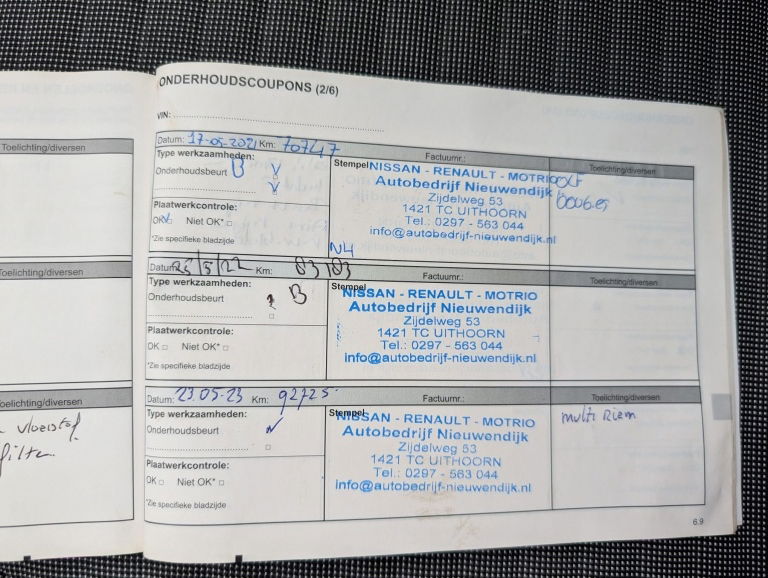 Toelichting/diversen
Toelichting/diversen
Toelichting/diversen
vloeistof
filter
ONDERHOUDSCOUPONS (2/6)
VIN:
Datum: 17-05-2021 Km: 70747 Factuurnr.: Toelichting/diversen
Type werkzaamheden:
Onderhoudsbeurt B V
V
Plaatwerkcontrole:
OK V Niet OK*
*Zie specifieke bladzijde
Stempel
NISSAN - RENAULT - MOTRIO
Autobedrijf Nieuwendijk
Zijdelweg 53
1421 TC UITHOORN
Tel.: 0297 - 563 044
info@autobedrijf-nieuwendijk.nl
Datum: 25/5/22 Km: 83183 Factuurnr.: Toelichting/diversen
Type werkzaamheden:
Onderhoudsbeurt B
Plaatwerkcontrole:
OK Niet OK*
*Zie specifieke bladzijde
Stempel
NISSAN - RENAULT - MOTRIO
Autobedrijf Nieuwendijk
Zijdelweg 53
1421 TC UITHOORN
Tel.: 0297 - 563 044
info@autobedrijf-nieuwendijk.nl
Datum: 23-05-23 Km: 92725- Factuurnr.: Toelichting/diversen
Type werkzaamheden:
Onderhoudsbeurt V
Plaatwerkcontrole:
OK Niet OK*
*Zie specifieke bladzijde
Stempel
NISSAN - RENAULT - MOTRIO
Autobedrijf Nieuwendijk
Zijdelweg 53
1421 TC UITHOORN
Tel.: 0297 - 563 044
info@autobedrijf-nieuwendijk.nl
multi Riem
6.9